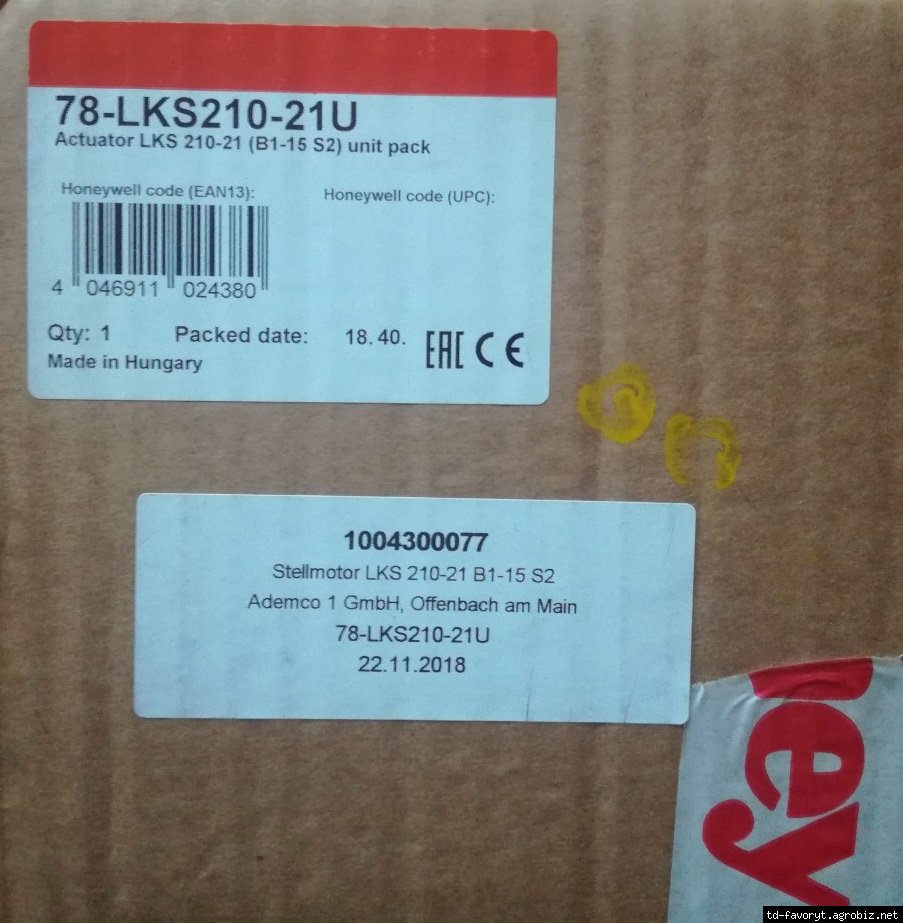 78-LKS210-21U
Actuator LKS 210-21 (B1-15 S2) unit pack
Honeywell code (EAN13): Honeywell code (UPC):
4 046911 024380
Qty: 1 Packed date: 18.40. EAC CE
Made in Hungary
1004300077
Stellmotor LKS 210-21 B1-15 S2
Ademco 1 GmbH, Offenbach am Main
78-LKS210-21U
22.11.2018
ney
td-favoryt.agrobiz.net